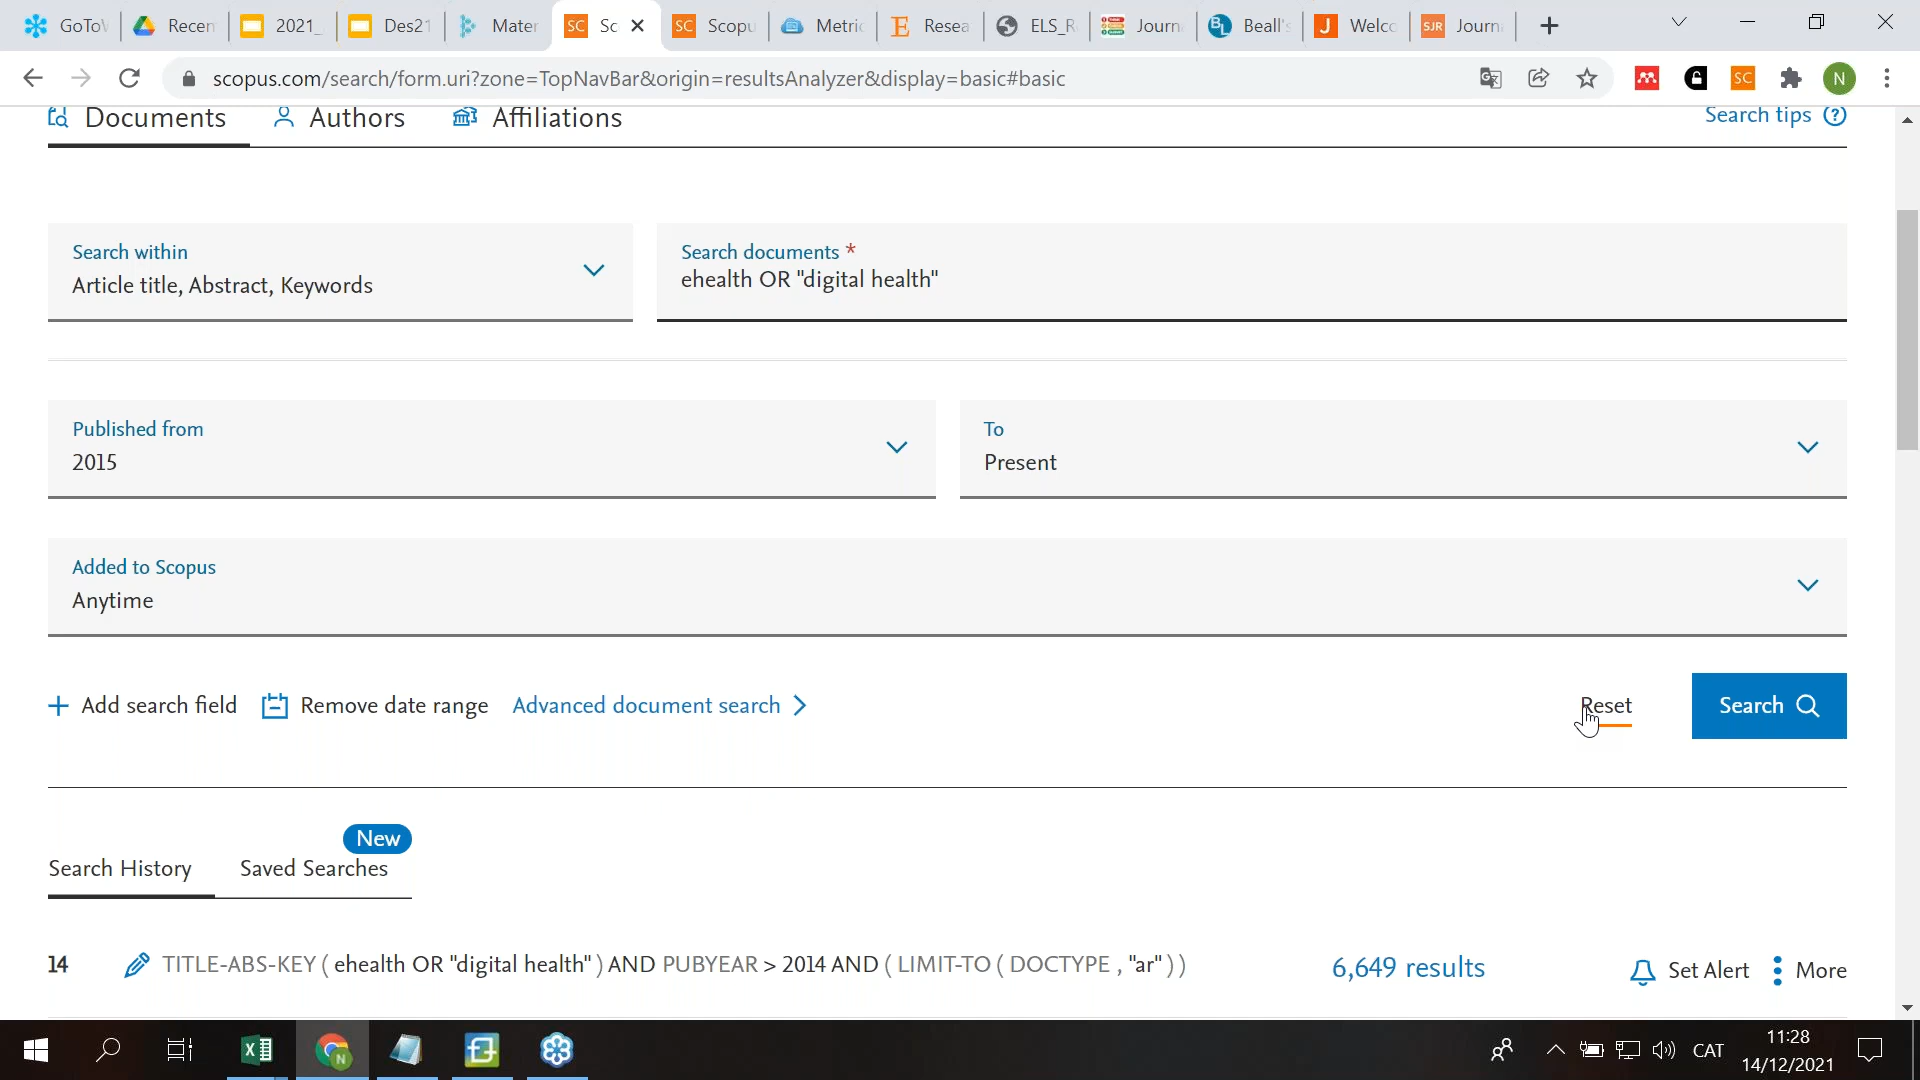 GoToW
Recen
2021_
Des21
Mater
Sc
Scopu
Metric
Resea
ELS_R
Journ
Beall's
Welco
Journ
scopus.com/search/form.uri?zone=TopNavBar&origin=resultsAnalyzer&display=basic#basic
N
Documents
Authors
Affiliations
Search tips
Search within
Article title, Abstract, Keywords
Search documents *
ehealth OR "digital health"
Published from
2015
To
Present
Added to Scopus
Anytime
Add search field
Remove date range
Advanced document search
Reset
Search
New
Search History
Saved Searches
14
TITLE-ABS-KEY ( ehealth OR "digital health" ) AND PUBYEAR > 2014 AND ( LIMIT-TO ( DOCTYPE , "ar" ) )
6,649 results
Set Alert
More
CAT
11:28
14/12/2021